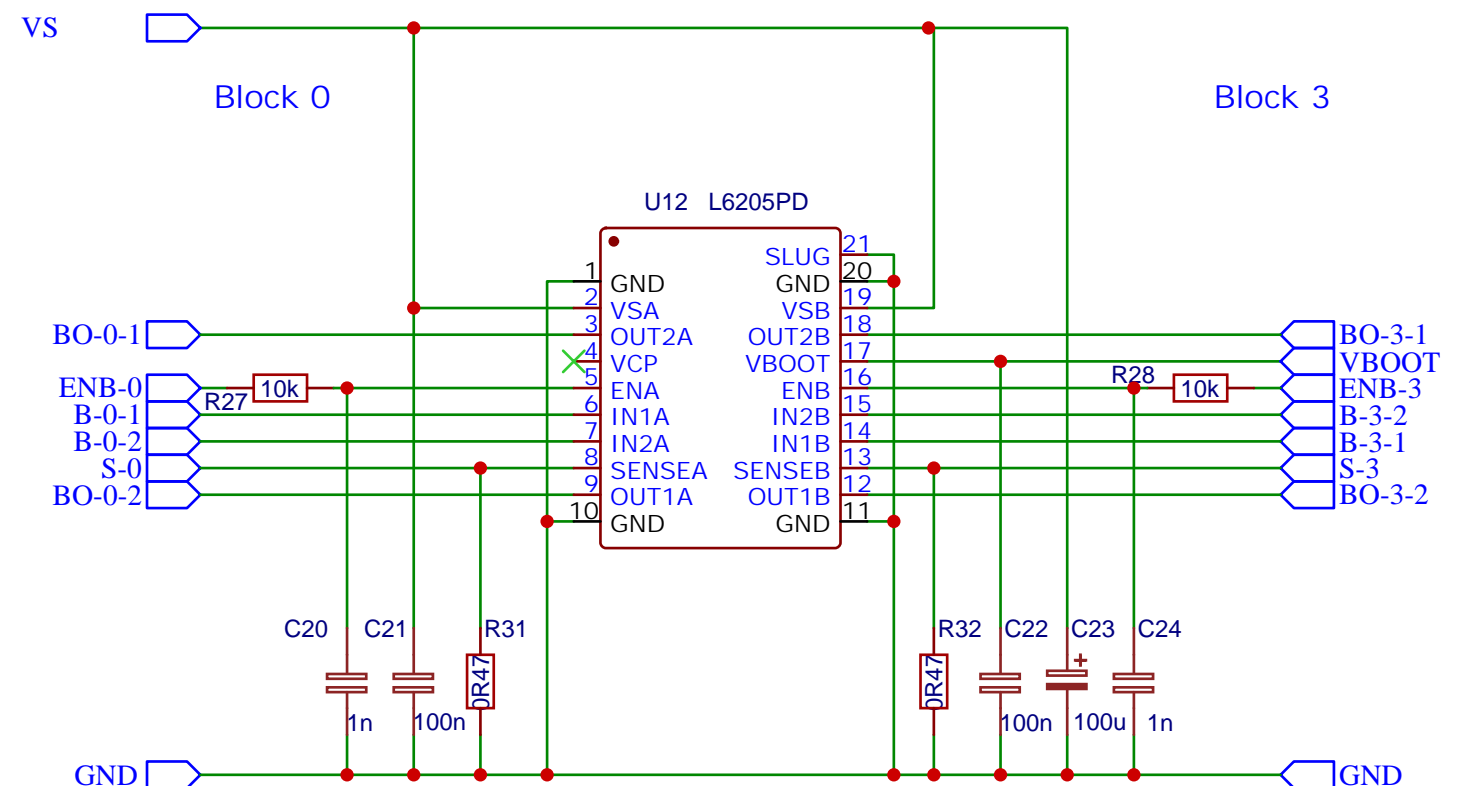 VS
Block 0
Block 3
U12 L6205PD
1 GND
2 VSA
3 OUT2A
4 VCP
5 ENA
6 IN1A
7 IN2A
8 SENSEA
9 OUT1A
10 GND
21 SLUG
20 GND
19 VSB
18 OUT2B
17 VBOOT
16 ENB
15 IN2B
14 IN1B
13 SENSEB
12 OUT1B
11 GND
BO-0-1
ENB-0
R27 10k
B-0-1
B-0-2
S-0
BO-0-2
BO-3-1
VBOOT
R28 10k
ENB-3
B-3-2
B-3-1
S-3
BO-3-2
C20 1n
C21 100n
R31 0R47
R32 0R47
C22 100n
C23 + 100u
C24 1n
GND
GND